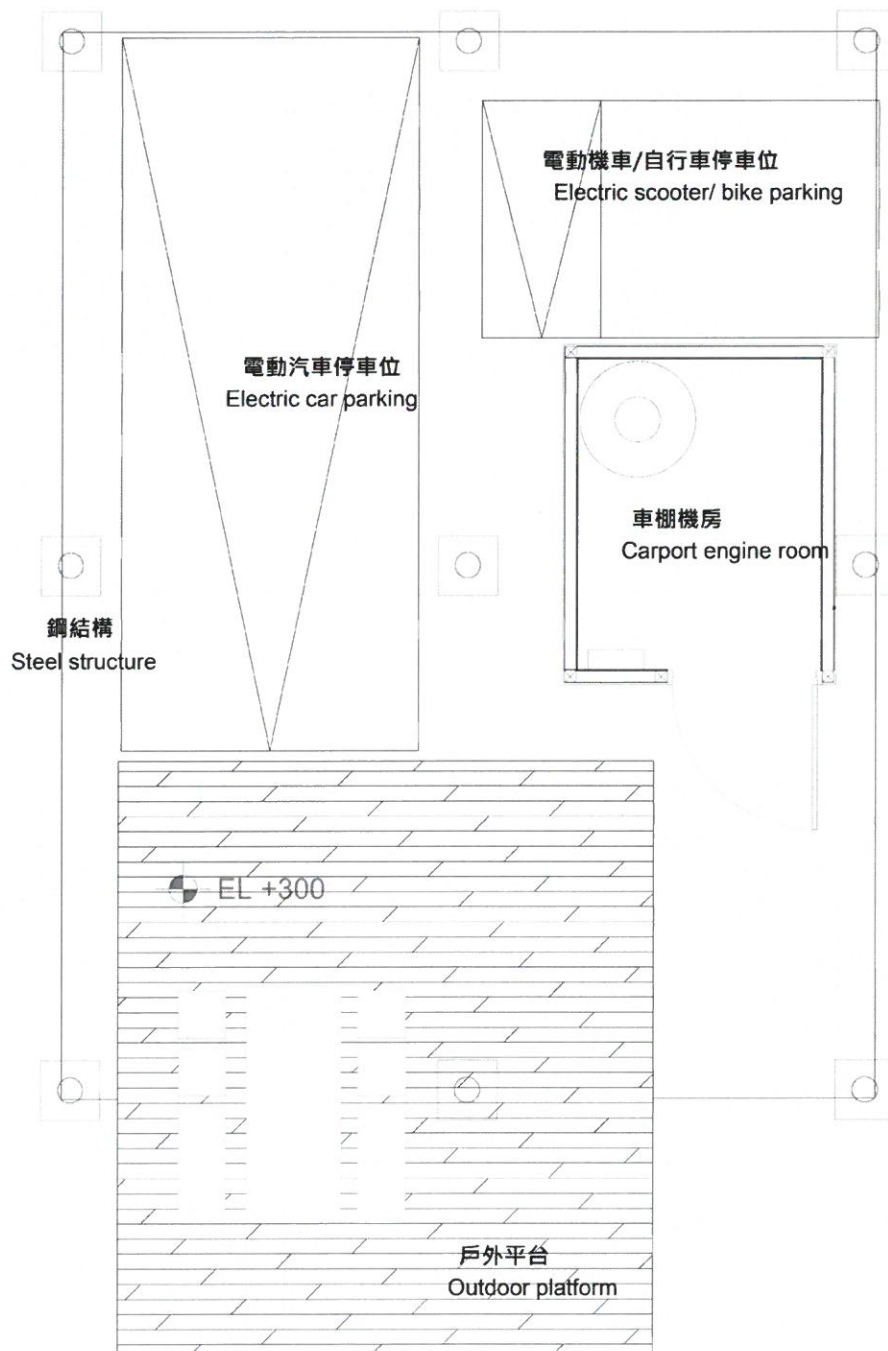 電動機車/自行車停車位
Electric scooter/ bike parking
電動汽車停車位
Electric car parking
車棚機房
Carport engine room
鋼結構
Steel structure
EL +300
戶外平台
Outdoor platform